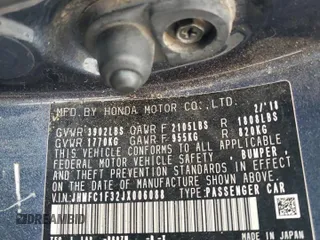 MFD. BY HONDA MOTOR CO., LTD. 2/'18
GVWR 3902LBS GAWR F 2105LBS R 1808LBS
GVWR 1770KG GAWR F 955KG R 820KG
THIS VEHICLE CONFORMS TO ALL APPLICABLE
FEDERAL MOTOR VEHICLE SAFETY, BUMPER,
THEFT PREVENTION STANDARDS IN EFFECT
ON THE DATE OF MANUFACTURE SHOWN ABOVE.
V.I.N: JHMFC1F32JX006088 TYPE: PASSENGER CAR
MADE IN JAPAN